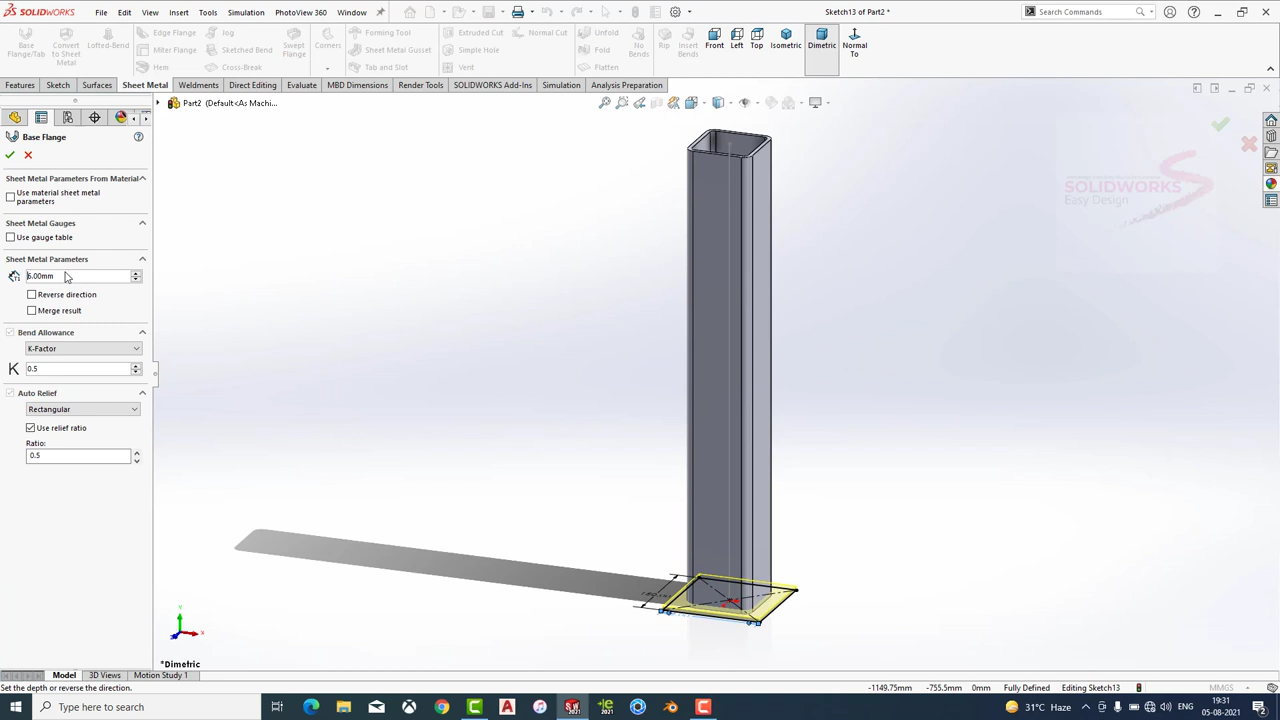 SOLIDWORKS File Edit View Insert Tools Simulation PhotoView 360 Window Sketch13 of Part2 * Search Commands
Base Flange/Tab
Convert to Sheet Metal
Lofted-Bend
Edge Flange
Miter Flange
Hem
Jog
Sketched Bend
Cross-Break
Swept Flange
Corners
Forming Tool
Sheet Metal Gusset
Tab and Slot
Extruded Cut
Simple Hole
Vent
Normal Cut
Unfold
Fold
Flatten
No Bends
Rip
Insert Bends
Front
Left
Top
Isometric
Dimetric
Normal To
Features Sketch Surfaces Sheet Metal Weldments Direct Editing Evaluate MBD Dimensions Render Tools SOLIDWORKS Add-Ins Simulation Analysis Preparation
Part2 (Default<As Machi...
Base Flange
Sheet Metal Parameters From Material
Use material sheet metal
parameters
Sheet Metal Gauges
Use gauge table
Sheet Metal Parameters
6.00mm
Reverse direction
Merge result
Bend Allowance
K-Factor
K 0.5
Auto Relief
Rectangular
Use relief ratio
Ratio:
0.5
SOLIDWORKS
Easy Design
Y
X
*Dimetric
Model 3D Views Motion Study 1
Set the depth or reverse the direction. -1149.75mm -755.5mm 0mm Fully Defined Editing Sketch13 MMGS
Type here to search
31°C Haze ENG
19:31
05-08-2021